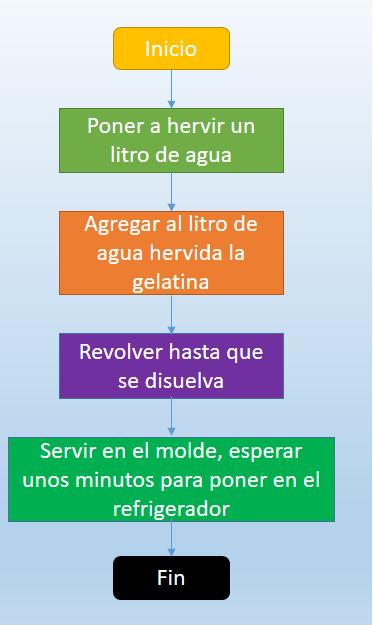 Inicio
Poner a hervir un
litro de agua
Agregar al litro de
agua hervida la
gelatina
Revolver hasta que
se disuelva
Servir en el molde, esperar
unos minutos para poner en el
refrigerador
Fin